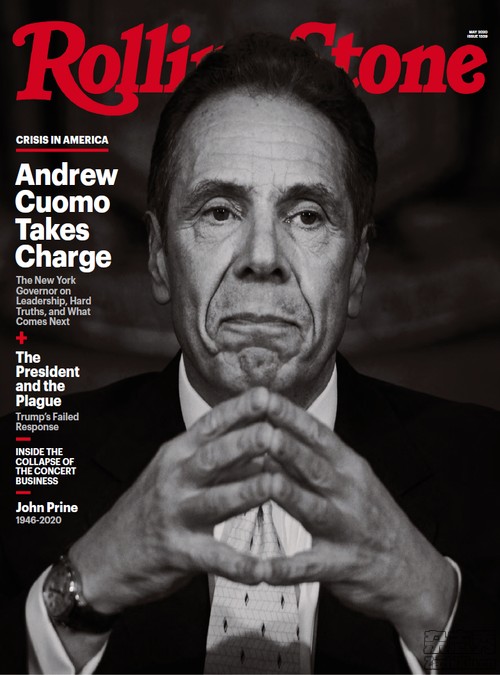 Rolling Stone
MAY 2020
ISSUE 1339
CRISIS IN AMERICA
Andrew
Cuomo
Takes
Charge
The New York
Governor on
Leadership, Hard
Truths, and What
Comes Next
+
The
President
and the
Plague
Trump's Failed
Response
INSIDE THE
COLLAPSE OF
THE CONCERT
BUSINESS
John Prine
1946-2020